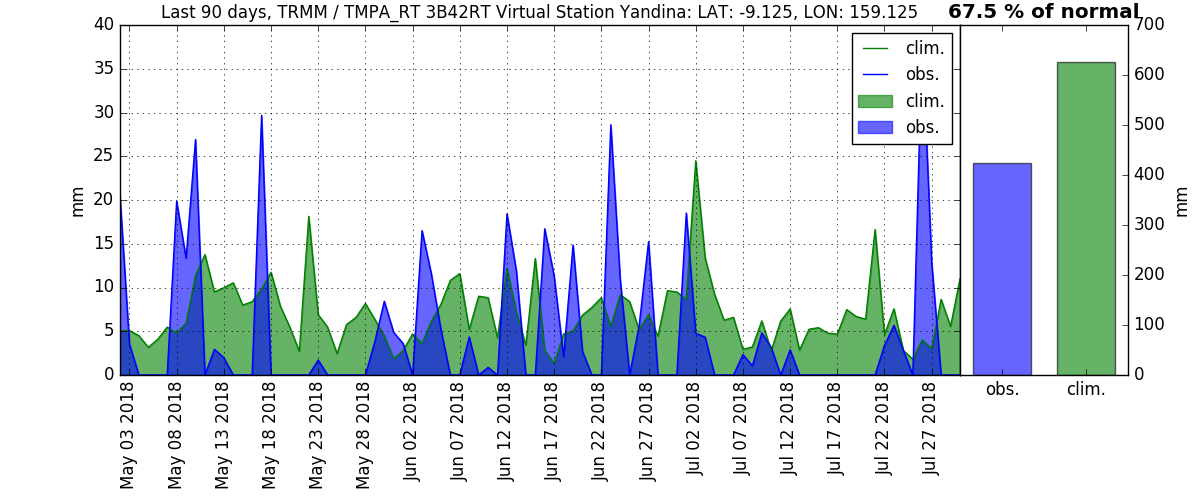 Last 90 days, TRMM / TMPA_RT 3B42RT Virtual Station Yandina: LAT: -9.125, LON: 159.125
67.5 % of normal
40
35
30
25
20
15
10
5
0
mm
clim.
obs.
clim.
obs.
700
600
500
400
300
200
100
0
mm
obs.
clim.
May 03 2018
May 08 2018
May 13 2018
May 18 2018
May 23 2018
May 28 2018
Jun 02 2018
Jun 07 2018
Jun 12 2018
Jun 17 2018
Jun 22 2018
Jun 27 2018
Jul 02 2018
Jul 07 2018
Jul 12 2018
Jul 17 2018
Jul 22 2018
Jul 27 2018